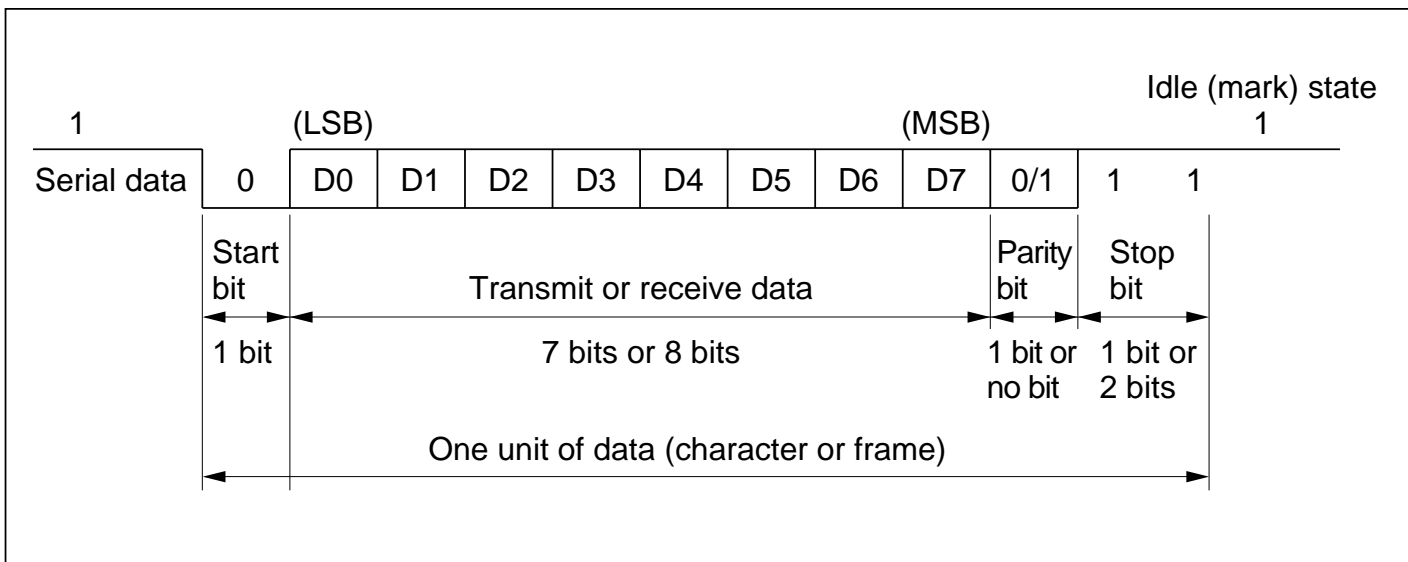 Idle (mark) state
1 (LSB) (MSB) 1
Serial data 0 D0 D1 D2 D3 D4 D5 D6 D7 0/1 1 1
Start Parity Stop
bit Transmit or receive data bit bit
1 bit 7 bits or 8 bits 1 bit or 1 bit or
no bit 2 bits
One unit of data (character or frame)